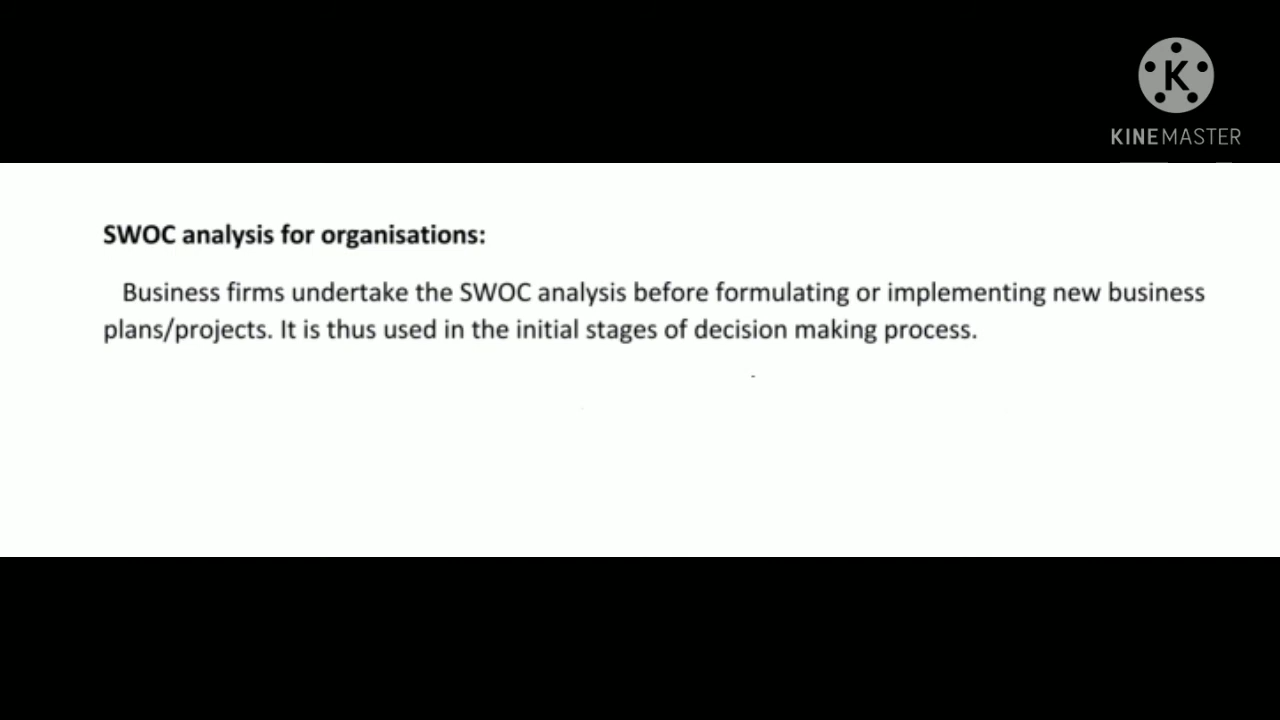 K
KINEMASTER
SWOC analysis for organisations:
Business firms undertake the SWOC analysis before formulating or implementing new business
plans/projects. It is thus used in the initial stages of decision making process.